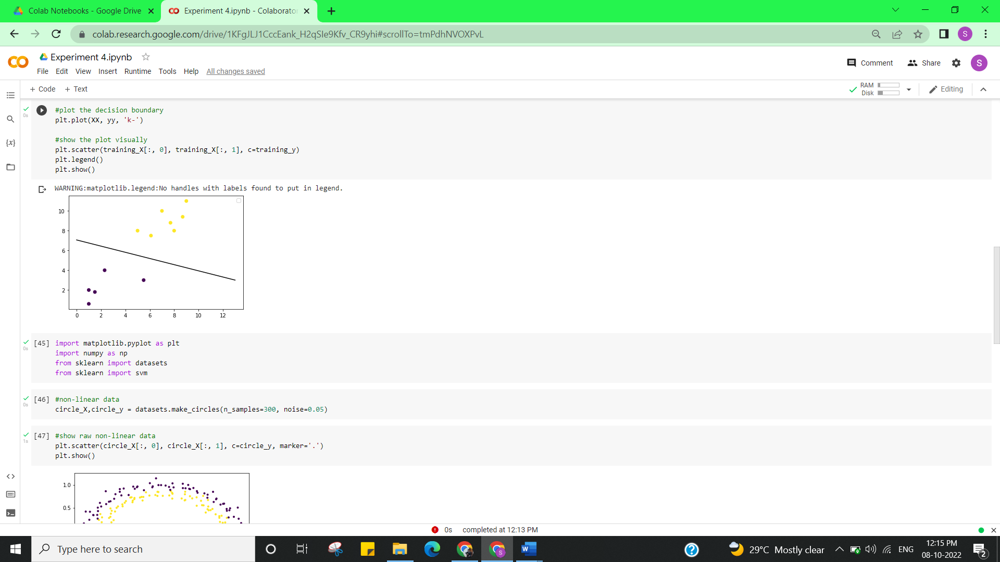 Colab Notebooks - Google Drive
Experiment 4.ipynb - Colaborator
colab.research.google.com/drive/1KFgJLJ1CccEank_H2qSIe9Kfv_CR9yhi#scrollTo=tmPdhNVOXPvL
S
Experiment 4.ipynb
Comment
Share
S
File Edit View Insert Runtime Tools Help All changes saved
+ Code + Text
RAM
Disk
Editing
0s
#plot the decision boundary
plt.plot(XX, yy, 'k-')
#show the plot visually
plt.scatter(training_X[:, 0], training_X[:, 1], c=training_y)
plt.legend()
plt.show()
WARNING:matplotlib.legend:No handles with labels found to put in legend.
10
8
6
4
2
0 2 4 6 8 10 12
0s
[45] import matplotlib.pyplot as plt
import numpy as np
from sklearn import datasets
from sklearn import svm
0s
[46] #non-linear data
circle_X,circle_y = datasets.make_circles(n_samples=300, noise=0.05)
1s
[47] #show raw non-linear data
plt.scatter(circle_X[:, 0], circle_X[:, 1], c=circle_y, marker='.')
plt.show()
1.0
0.5
0s completed at 12:13 PM
Type here to search
29°C Mostly clear
ENG
12:15 PM
08-10-2022
2